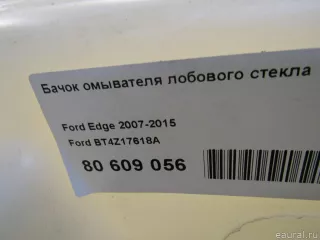 Бачок омывателя лобового стекла
Ford Edge 2007-2015
Ford BT4Z17618A
80 609 056
eaural.ru